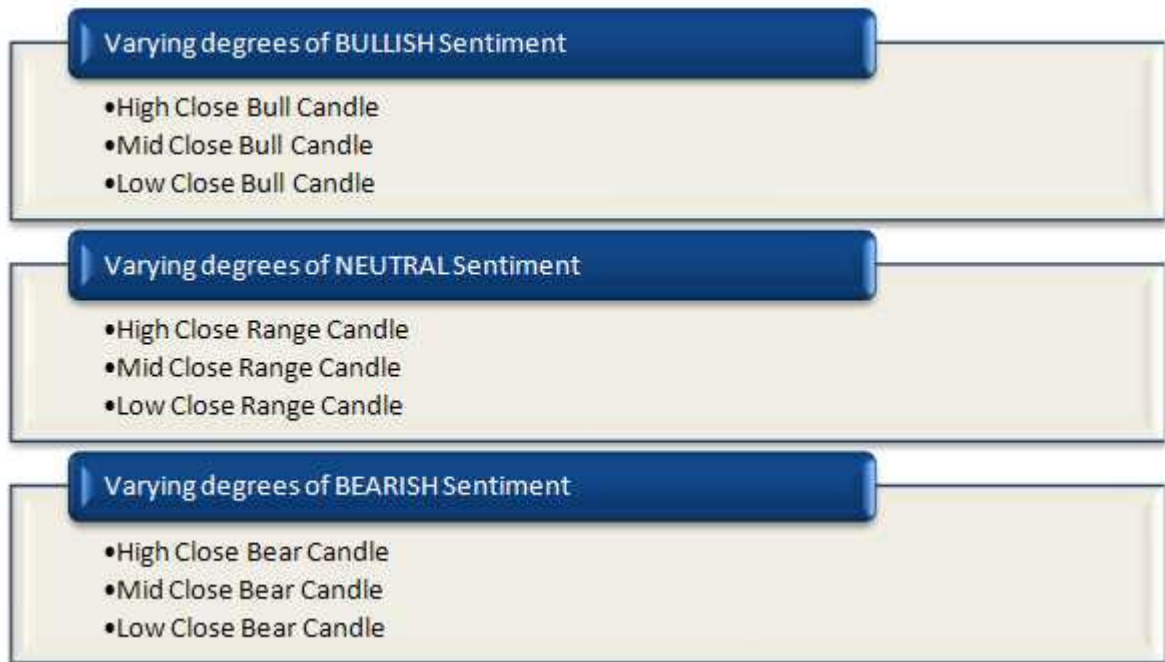 Varying degrees of BULLISH Sentiment
•High Close Bull Candle
•Mid Close Bull Candle
•Low Close Bull Candle
Varying degrees of NEUTRAL Sentiment
•High Close Range Candle
•Mid Close Range Candle
•Low Close Range Candle
Varying degrees of BEARISH Sentiment
•High Close Bear Candle
•Mid Close Bear Candle
•Low Close Bear Candle